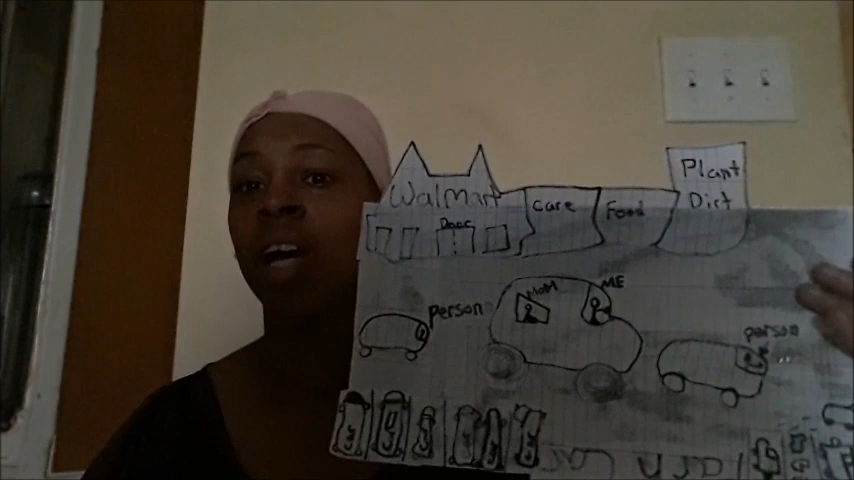 Walmart
Care
Food
Plant
Dirt
Door
MOM
ME
person
person